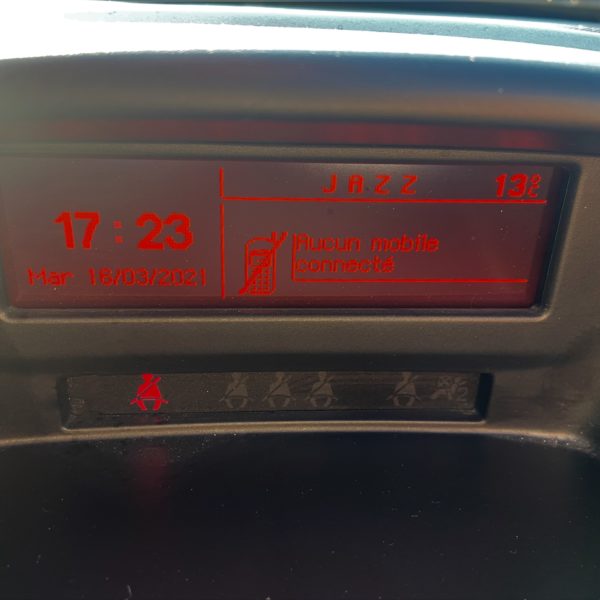 17:23
Mar 16/03/2021
JAZZ
13°C
Aucun mobile
connecté